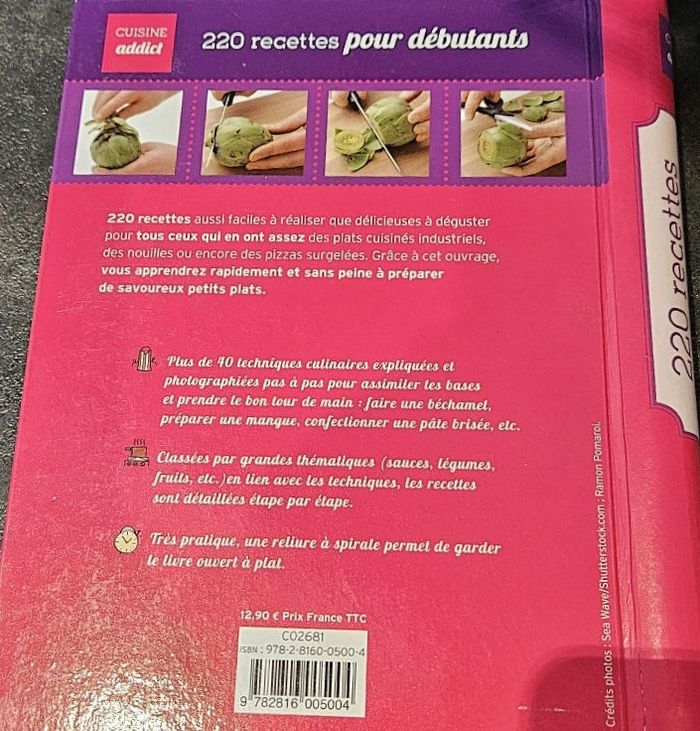 CUISINE
addict
220 recettes pour débutants
220 recettes aussi faciles à réaliser que délicieuses à déguster
pour tous ceux qui en ont assez des plats cuisinés industriels,
des nouilles ou encore des pizzas surgelées. Grâce à cet ouvrage,
vous apprendrez rapidement et sans peine à préparer
de savoureux petits plats.
Plus de 40 techniques culinaires expliquées et
photographiées pas à pas pour assimiler les bases
et prendre le bon tour de main : faire une béchamel,
préparer une mangue, confectionner une pâte brisée, etc.
Classées par grandes thématiques (sauces, légumes,
fruits, etc.)en lien avec les techniques, les recettes
sont détaillées étape par étape.
Très pratique, une reliure à spirale permet de garder
le livre ouvert à plat.
12,90 € Prix France TTC
CO2681
ISBN : 978-2-8160-0500-4
9 782816 005004
Crédits photos : Sea Wave/Shutterstock.com ; Ramon Pomarol.
220 recettes